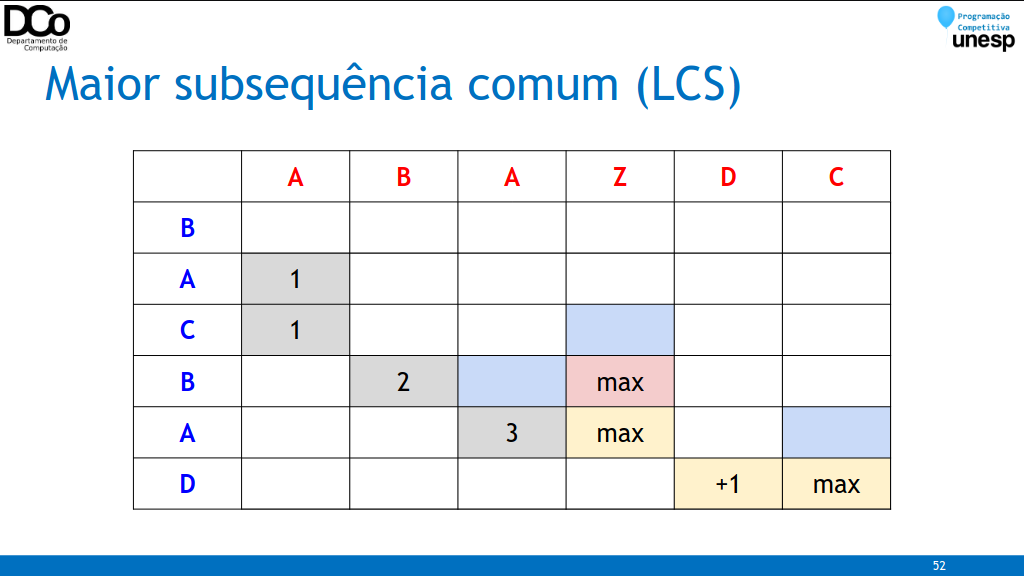 DCo
Departamento de
Computação
Programação
Competitiva
unesp
Maior subsequência comum (LCS)
A B A Z D C
B
A 1
C 1
B 2 max
A 3 max
D +1 max
52